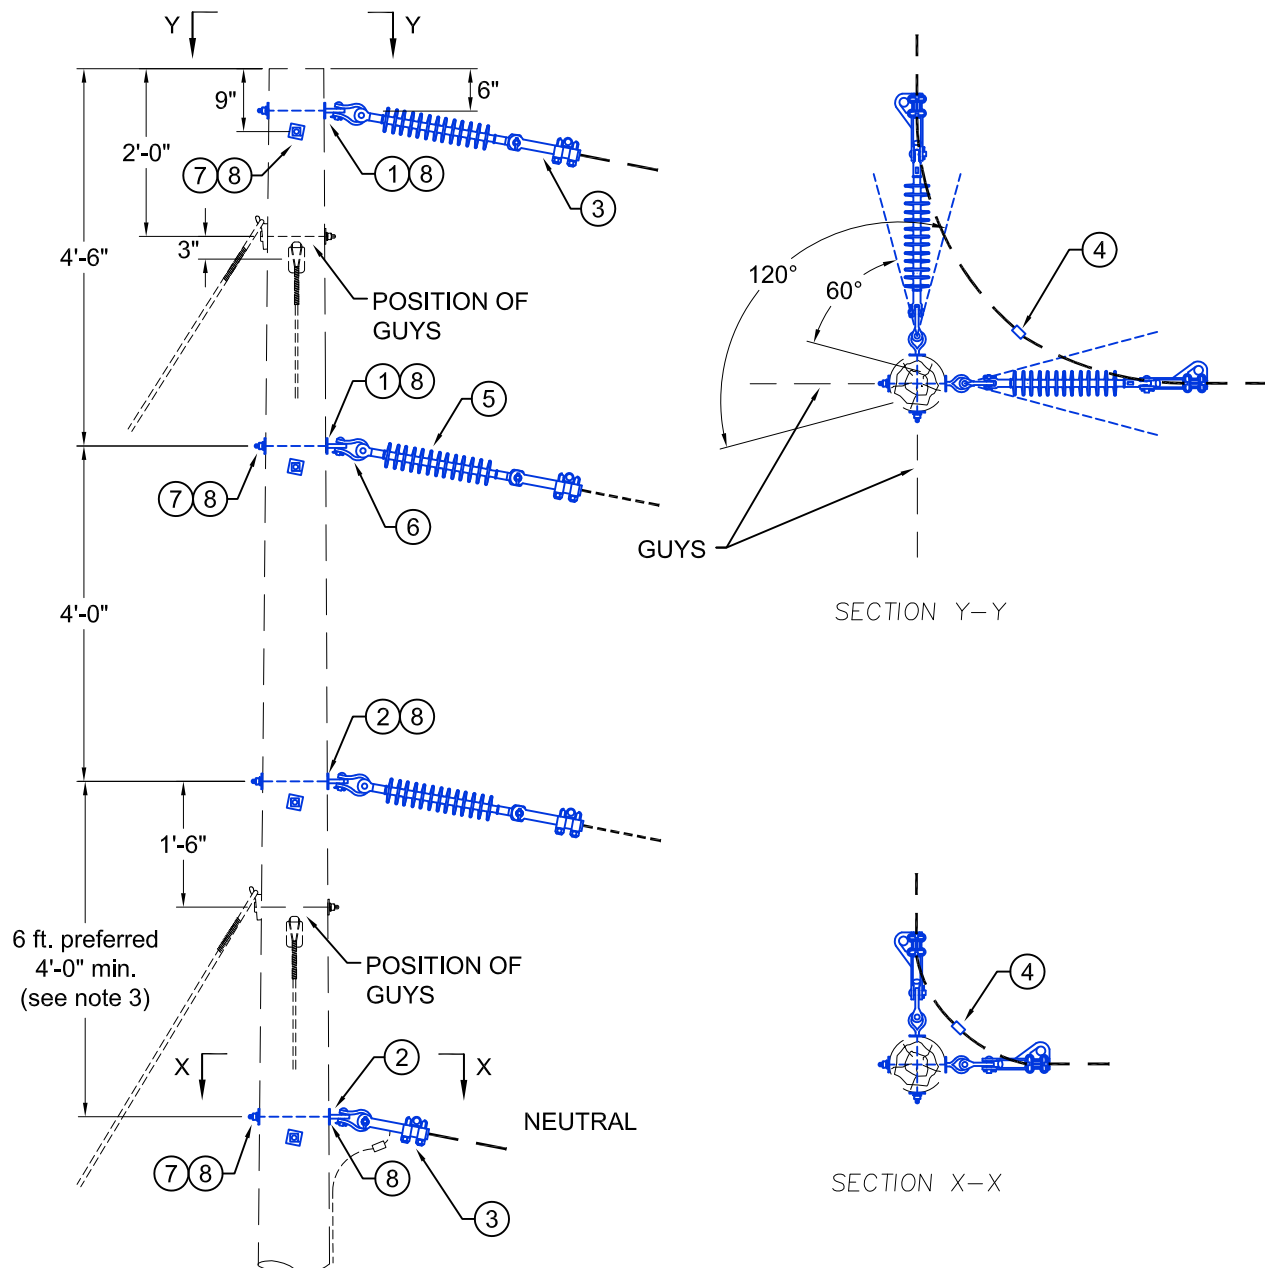 Y Y
9" 6"
2'-0"
7 8 1 8 3
4'-6" 3"
POSITION OF
GUYS
1 8 5
7 8 6
4'-0"
2 8
1'-6"
6 ft. preferred
4'-0" min.
(see note 3)
POSITION OF
GUYS
X X
2
NEUTRAL
7 8 8
3
120° 60° 4
GUYS
SECTION Y-Y
4
SECTION X-X